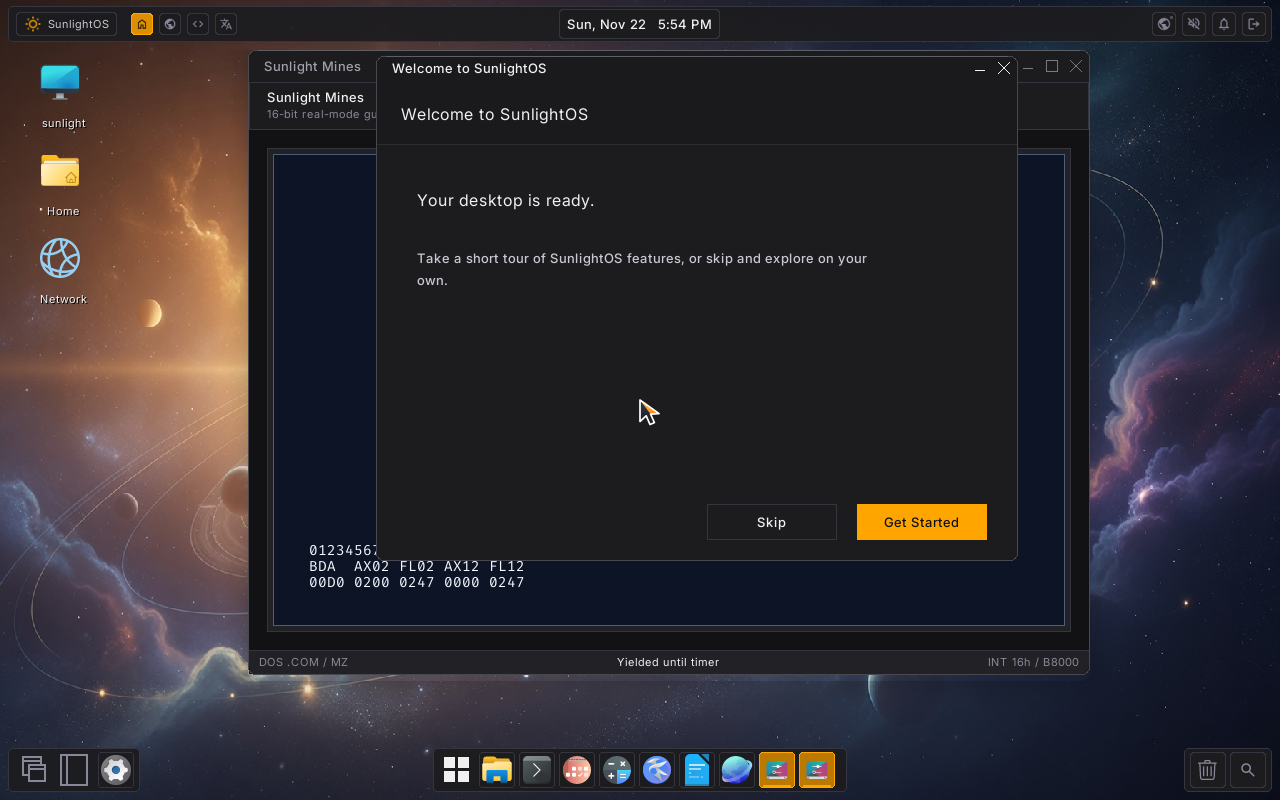 SunlightOS
Sun, Nov 22 5:54 PM
sunlight
Home
Network
Sunlight Mines
Welcome to SunlightOS
Sunlight Mines
16-bit real-mode gu
Welcome to SunlightOS
Your desktop is ready.
Take a short tour of SunlightOS features, or skip and explore on your
own.
Skip
Get Started
01234567
BDA AX02 FL02 AX12 FL12
00D0 0200 0247 0000 0247
DOS .COM / MZ
Yielded until timer
INT 16h / B8000